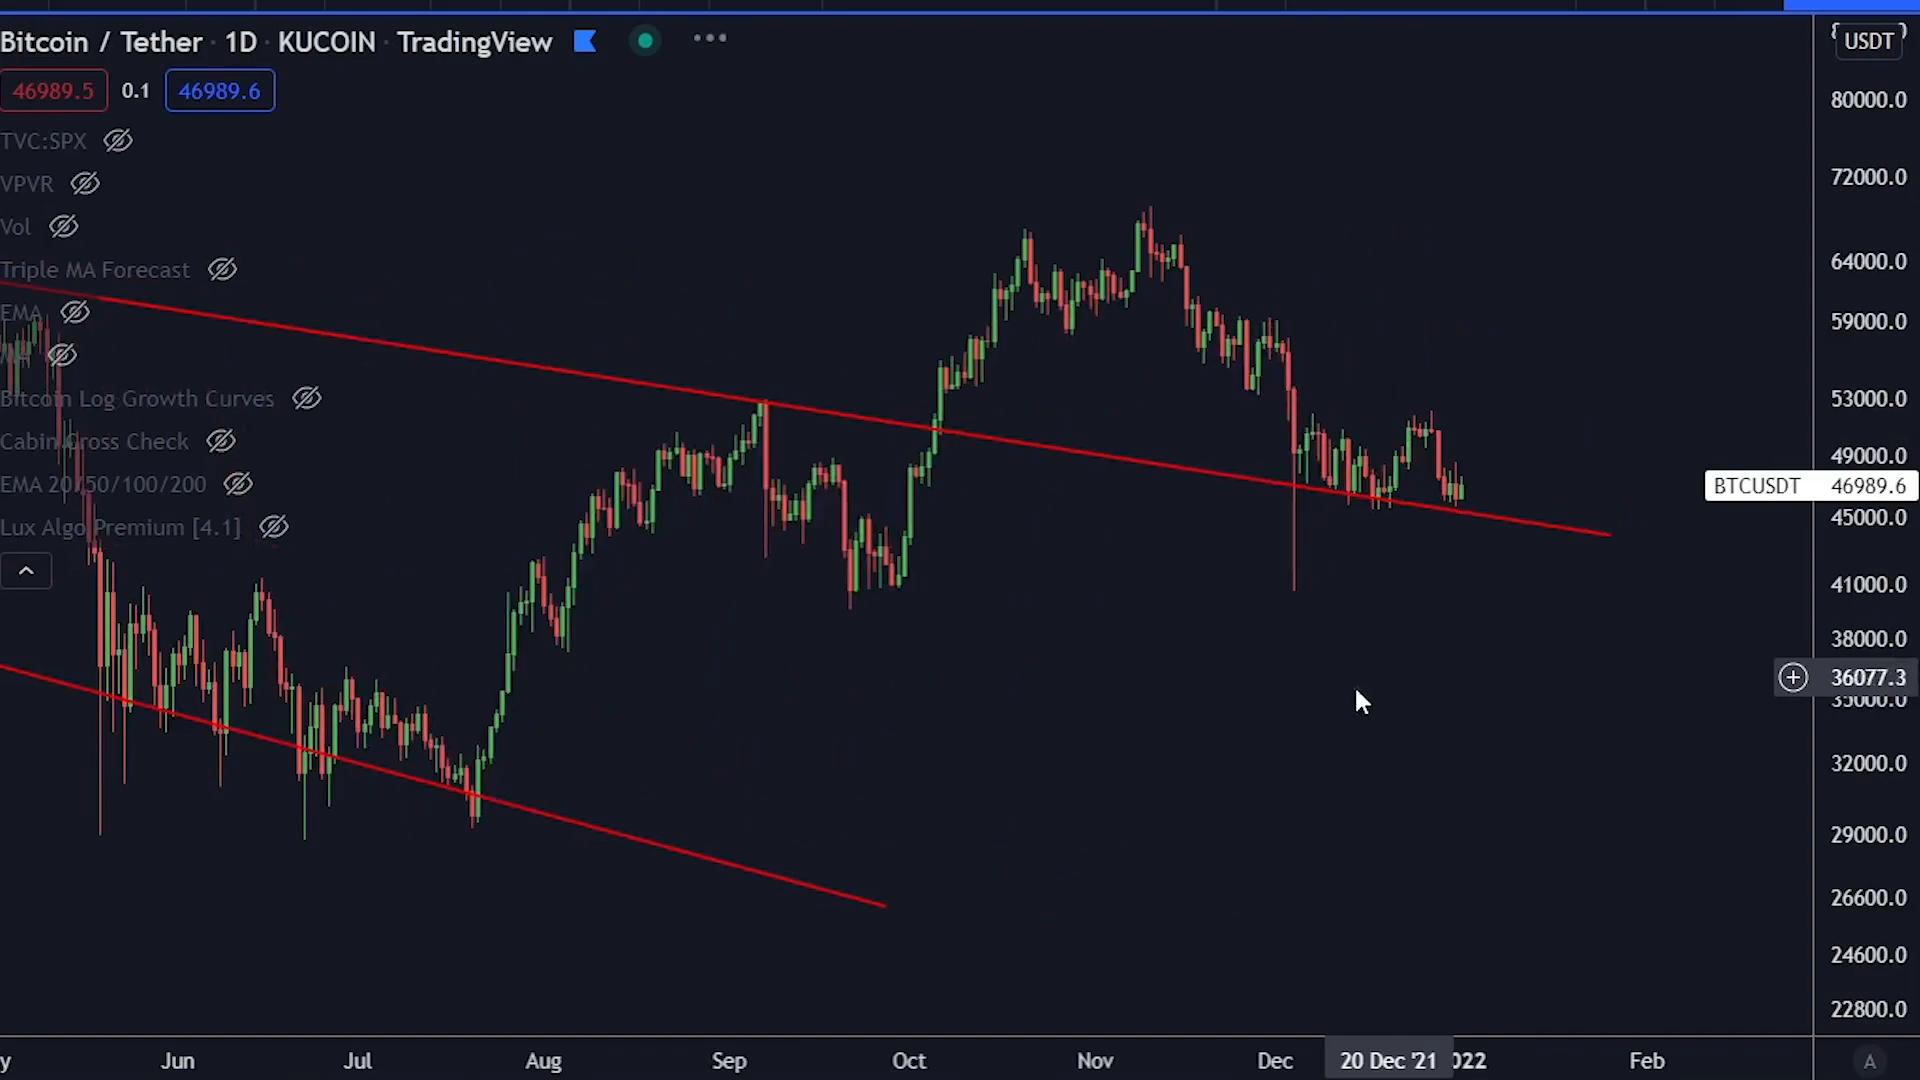 Bitcoin / Tether · 1D · KUCOIN · TradingView
USDT
46989.5 0.1 46989.6
80000.0
TVC:SPX
72000.0
VPVR
Vol
64000.0
Triple MA Forecast
EMA
59000.0
MA
Bitcoin Log Growth Curves
53000.0
Cabin Cross Check
49000.0
EMA 20/50/100/200
BTCUSDT 46989.6
45000.0
Lux Algo Premium [4.1]
41000.0
38000.0
36077.3
35000.0
32000.0
29000.0
26600.0
24600.0
22800.0
y Jun Jul Aug Sep Oct Nov Dec 20 Dec '21 022 Feb A